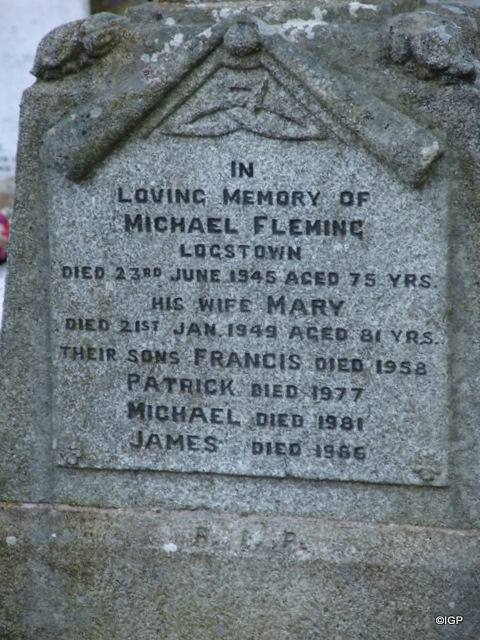 IN
LOVING MEMORY OF
MICHAEL FLEMING
LOGSTOWN
DIED 23RD JUNE 1945 AGED 75 YRS.
HIS WIFE MARY
DIED 21ST JAN. 1949 AGED 81 YRS.
THEIR SONS FRANCIS DIED 1958
PATRICK DIED 1977
MICHAEL DIED 1981
JAMES DIED 1986
R.I.P.
©IGP